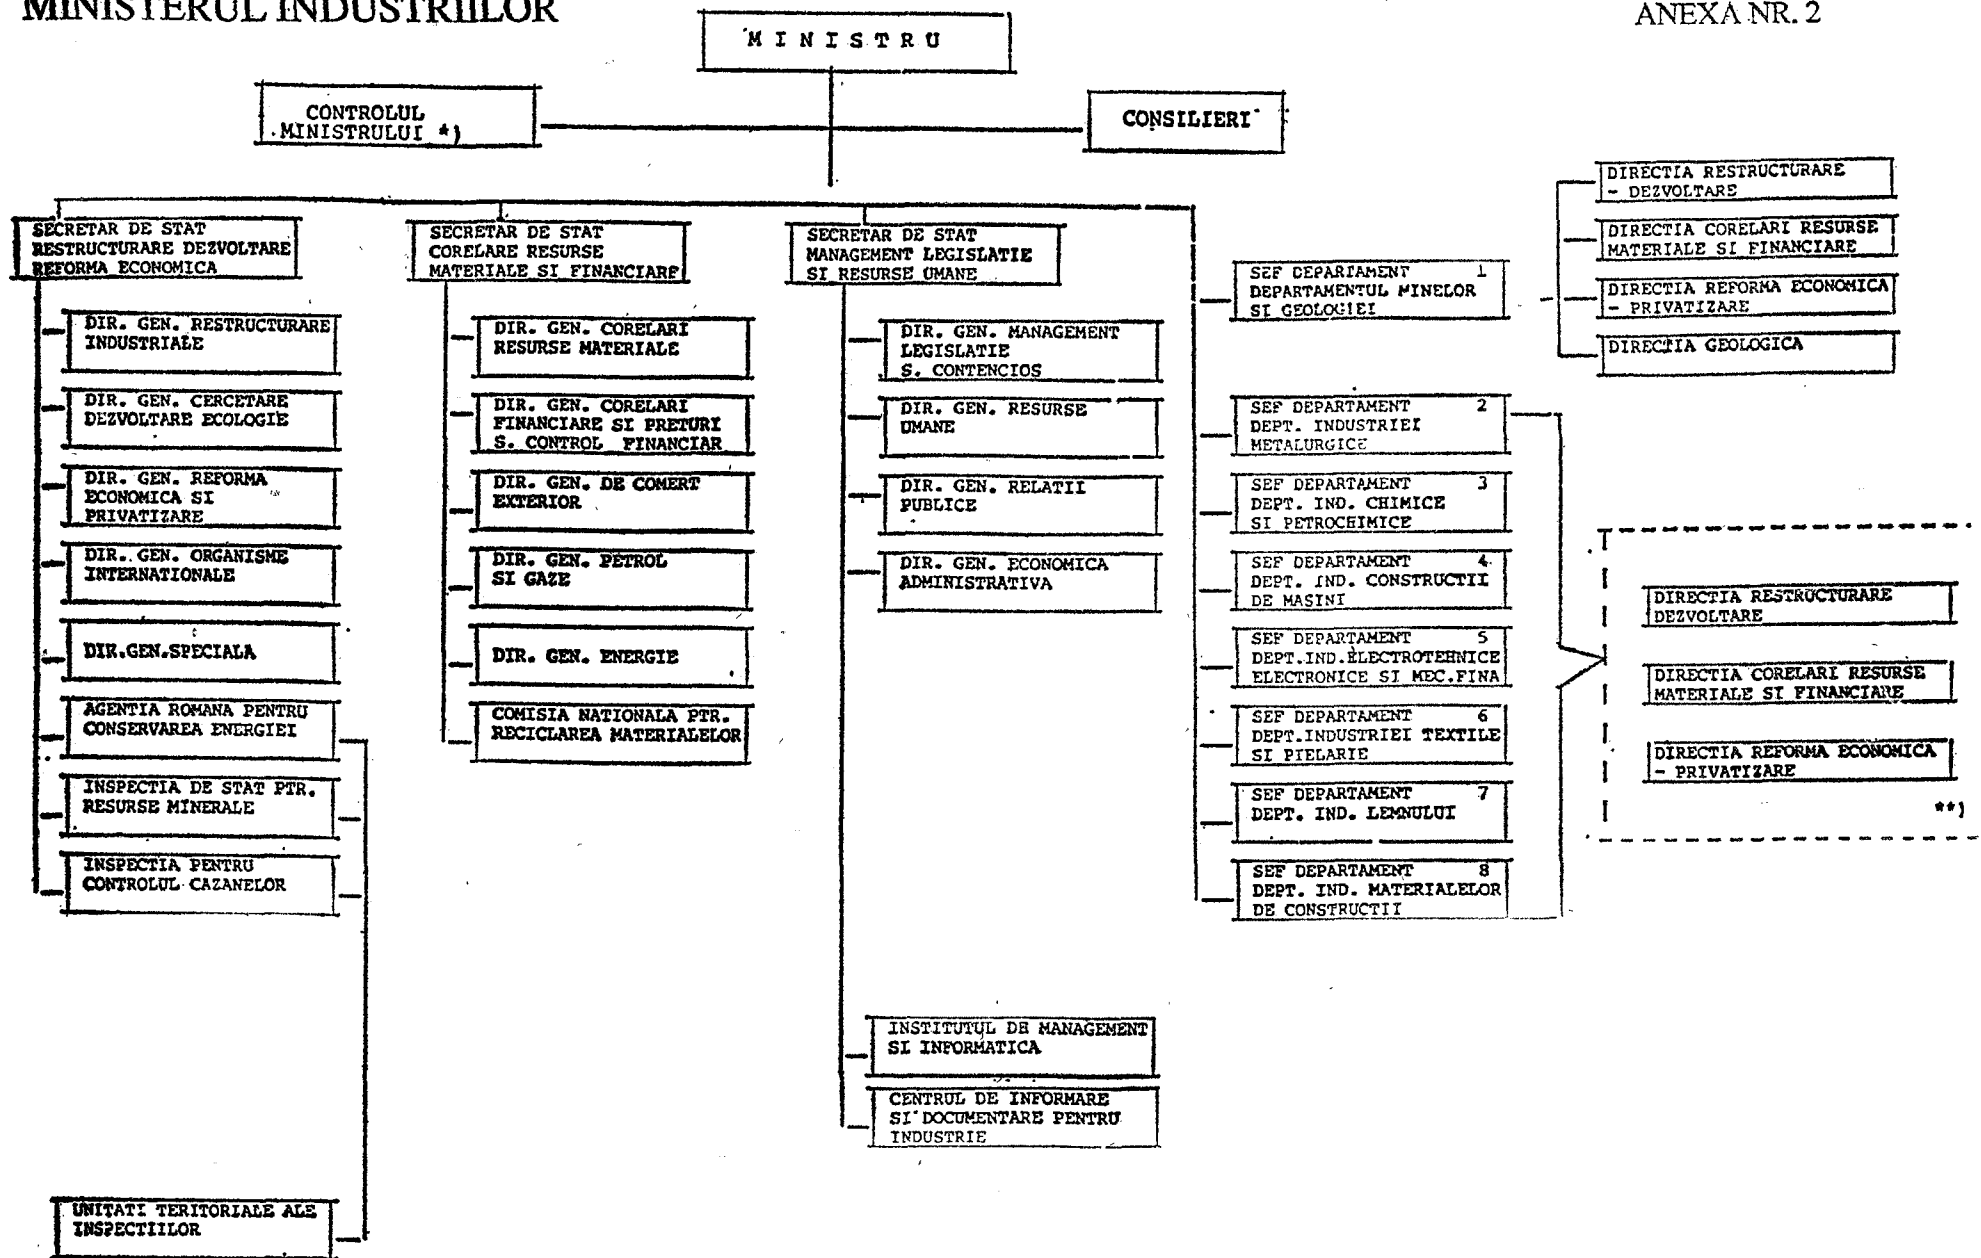 MINISTERUL INDUSTRIILOR
ANEXA NR. 2
MINISTRU
CONTROLUL
MINISTRULUI *)
CONSILIERI
SECRETAR DE STAT
RESTRUCTURARE DEZVOLTARE
REFORMA ECONOMICA
DIR. GEN. RESTRUCTURARE
INDUSTRIALE
DIR. GEN. CERCETARE
DEZVOLTARE ECOLOGIE
DIR. GEN. REFORMA
ECONOMICA SI
PRIVATIZARE
DIR. GEN. ORGANISME
INTERNATIONALE
DIR.GEN.SPECIALA
AGENTIA ROMANA PENTRU
CONSERVAREA ENERGIEI
INSPECTIA DE STAT PTR.
RESURSE MINERALE
INSPECTIA PENTRU
CONTROLUL CAZANELOR
UNITATI TERITORIALE ALE
INSPECTIILOR
SECRETAR DE STAT
CORELARE RESURSE
MATERIALE SI FINANCIARE
DIR. GEN. CORELARI
RESURSE MATERIALE
DIR. GEN. CORELARI
FINANCIARE SI PRETURI
S. CONTROL FINANCIAR
DIR. GEN. DE COMERT
EXTERIOR
DIR. GEN. PETROL
SI GAZE
DIR. GEN. ENERGIE
COMISIA NATIONALA PTR.
RECICLAREA MATERIALELOR
SECRETAR DE STAT
MANAGEMENT LEGISLATIE
SI RESURSE UMANE
DIR. GEN. MANAGEMENT
LEGISLATIE
S. CONTENCIOS
DIR. GEN. RESURSE
UMANE
DIR. GEN. RELATII
PUBLICE
DIR. GEN. ECONOMICA
ADMINISTRATIVA
INSTITUTUL DE MANAGEMENT
SI INFORMATICA
CENTRUL DE INFORMARE
SI DOCUMENTARE PENTRU
INDUSTRIE
SEF DEPARTAMENT 1
DEPARTAMENTUL MINELOR
SI GEOLOGIEI
SEF DEPARTAMENT 2
DEPT. INDUSTRIEI
METALURGICE
SEF DEPARTAMENT 3
DEPT. IND. CHIMICE
SI PETROCHIMICE
SEF DEPARTAMENT 4
DEPT. IND. CONSTRUCTII
DE MASINI
SEF DEPARTAMENT 5
DEPT.IND.ELECTROTEHNICE
ELECTRONICE SI MEC.FINA
SEF DEPARTAMENT 6
DEPT.INDUSTRIEI TEXTILE
SI PIELARIE
SEF DEPARTAMENT 7
DEPT. IND. LEMNULUI
SEF DEPARTAMENT 8
DEPT. IND. MATERIALELOR
DE CONSTRUCTII
DIRECTIA RESTRUCTURARE
- DEZVOLTARE
DIRECTIA CORELARI RESURSE
MATERIALE SI FINANCIARE
DIRECTIA REFORMA ECONOMICA
- PRIVATIZARE
DIRECTIA GEOLOGICA
DIRECTIA RESTRUCTURARE
DEZVOLTARE
DIRECTIA CORELARI RESURSE
MATERIALE SI FINANCIARE
DIRECTIA REFORMA ECONOMICA
- PRIVATIZARE
**)